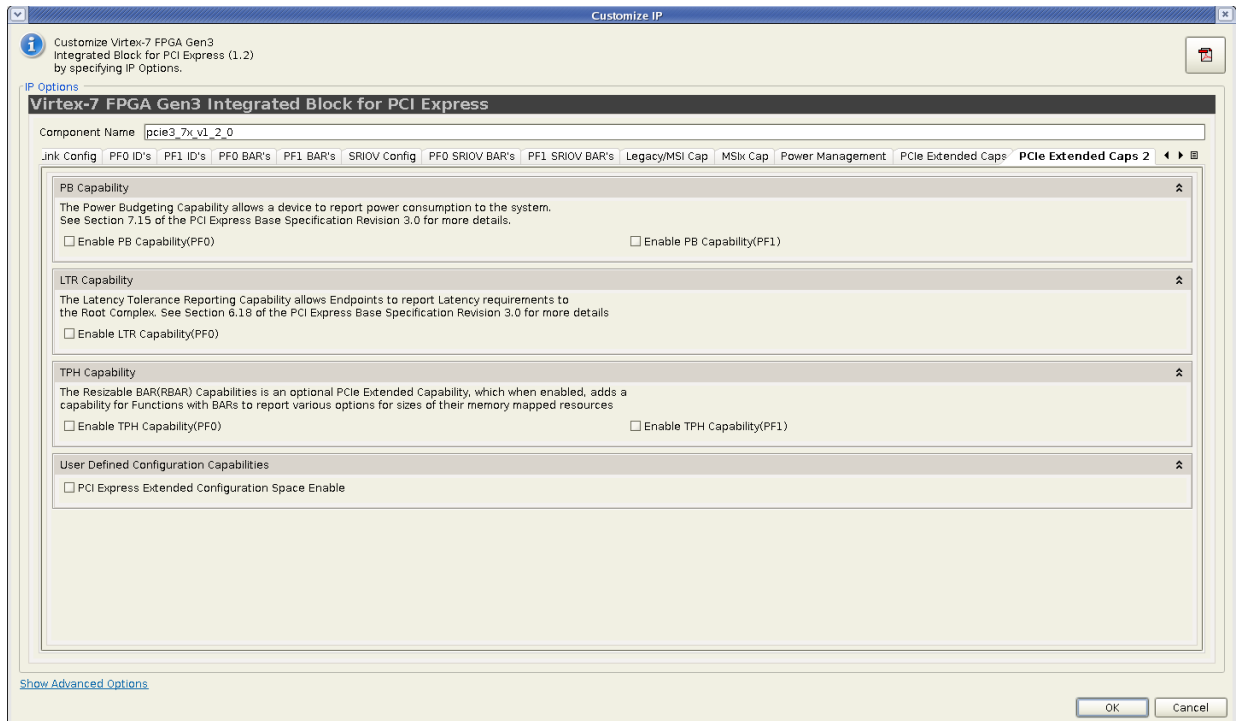 Customize IP
Customize Virtex-7 FPGA Gen3
Integrated Block for PCI Express (1.2)
by specifying IP Options.
IP Options
Virtex-7 FPGA Gen3 Integrated Block for PCI Express
Component Name pcie3_7x_v1_2_0
ink Config PF0 ID's PF1 ID's PF0 BAR's PF1 BAR's SRIOV Config PF0 SRIOV BAR's PF1 SRIOV BAR's Legacy/MSI Cap MSIx Cap Power Management PCIe Extended Caps PCIe Extended Caps 2
PB Capability
The Power Budgeting Capability allows a device to report power consumption to the system.
See Section 7.15 of the PCI Express Base Specification Revision 3.0 for more details.
Enable PB Capability(PF0) Enable PB Capability(PF1)
LTR Capability
The Latency Tolerance Reporting Capability allows Endpoints to report Latency requirements to
the Root Complex. See Section 6.18 of the PCI Express Base Specification Revision 3.0 for more details
Enable LTR Capability(PF0)
TPH Capability
The Resizable BAR(RBAR) Capabilities is an optional PCIe Extended Capability, which when enabled, adds a
capability for Functions with BARs to report various options for sizes of their memory mapped resources
Enable TPH Capability(PF0) Enable TPH Capability(PF1)
User Defined Configuration Capabilities
PCI Express Extended Configuration Space Enable
Show Advanced Options
OK Cancel